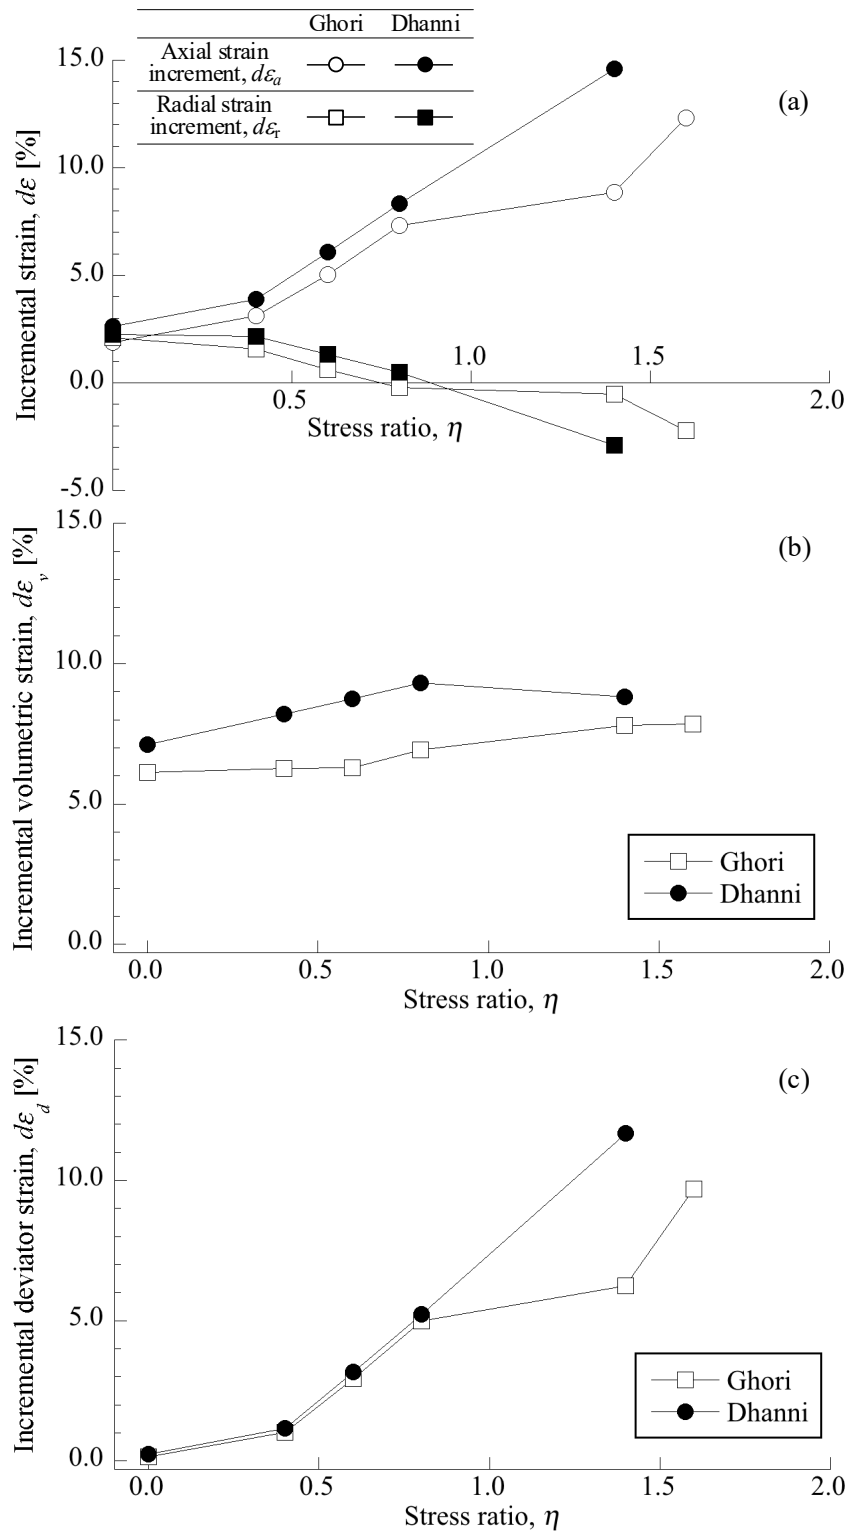 Ghori Dhanni
Axial strain
increment, dεa
Radial strain
increment, dεr
(a)
15.0
10.0
5.0
0.0
-5.0
Incremental strain, dε [%]
0.5
1.0
1.5
2.0
Stress ratio, η
(b)
15.0
10.0
5.0
0.0
Incremental volumetric strain, dεv [%]
Ghori
Dhanni
0.0 0.5 1.0 1.5 2.0
Stress ratio, η
(c)
15.0
10.0
5.0
0.0
Incremental deviator strain, dεd [%]
Ghori
Dhanni
0.0 0.5 1.0 1.5 2.0
Stress ratio, η